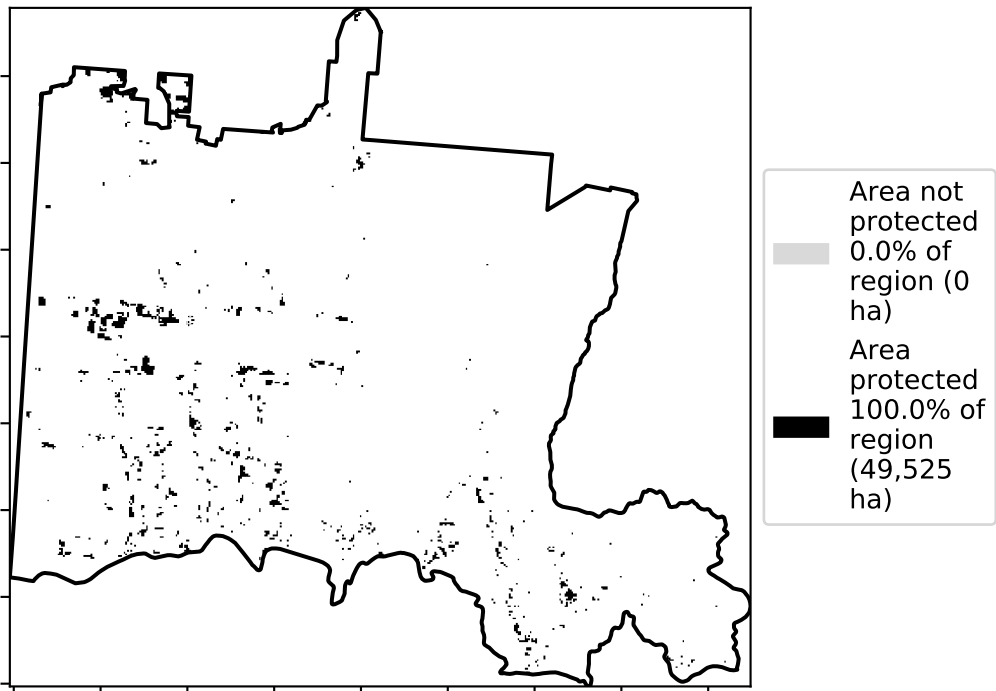 Area not
protected
0.0% of
region (0
ha)
Area
protected
100.0% of
region
(49,525
ha)